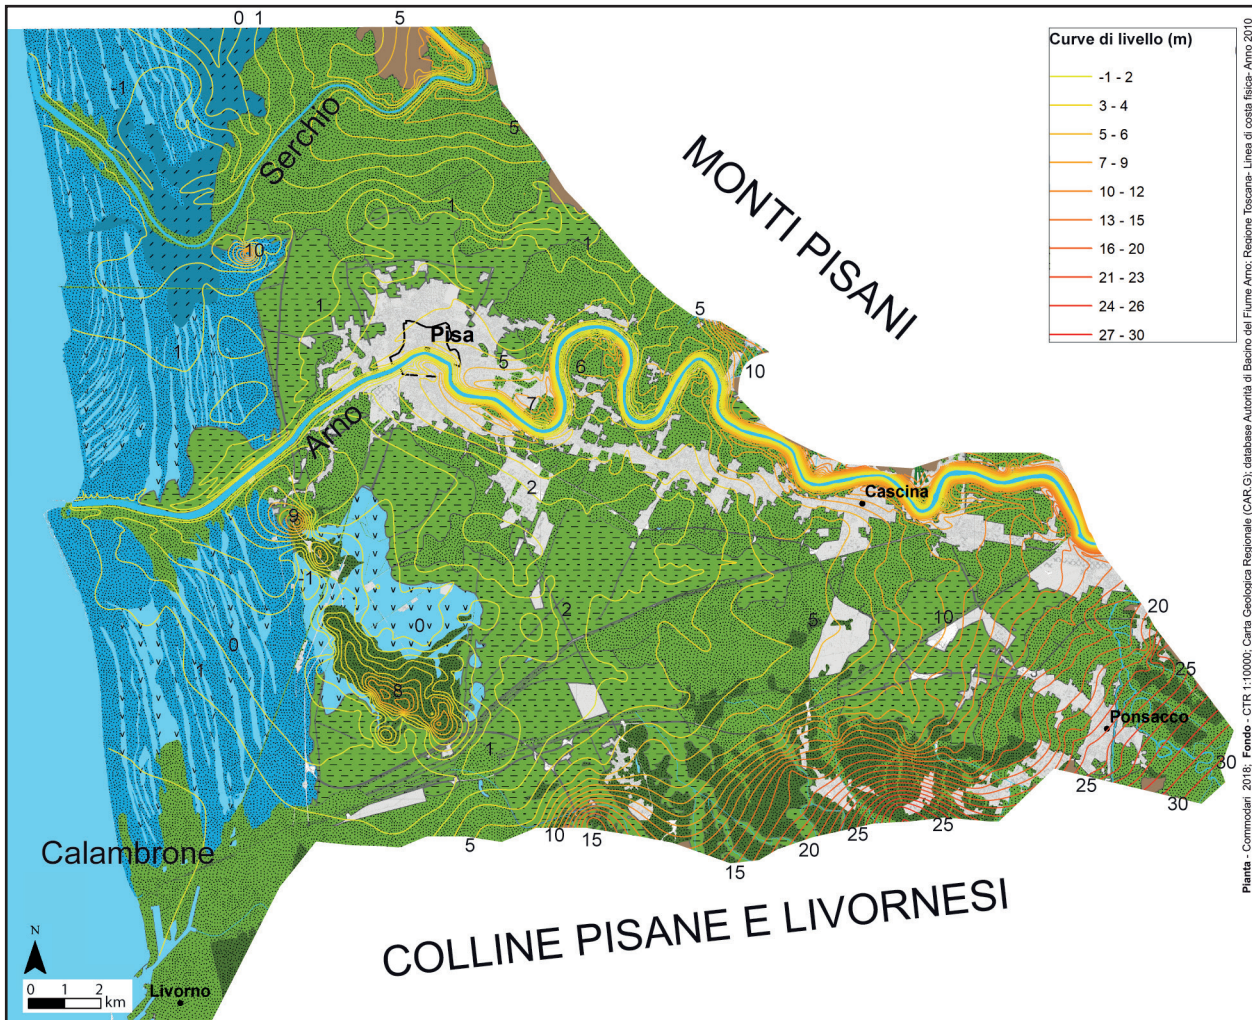 0 1 5
Curve di livello (m)
-1 - 2
3 - 4
5 - 6
7 - 9
10 - 12
13 - 15
16 - 20
21 - 23
24 - 26
27 - 30
-1
Serchio
5
MONTI PISANI
1
1
10
1
5
Pisa
1
5
6
10
7
Arno
2
Cascina
9
-1
2
20
0
0
5
10
25
1
8
Ponsacco
1
30
25
30
Calambrone
5
10
15
20
25
25
15
COLLINE PISANE E LIVORNESI
N
0 1 2
km
Livorno
Pianta - Commodari 2018; Fondo - CTR 1:10000; Carta Geologica Regionale (CAR.G); database Autorità di Bacino del Fiume Arno; Regione Toscana- Linea di costa fisica- Anno 2010